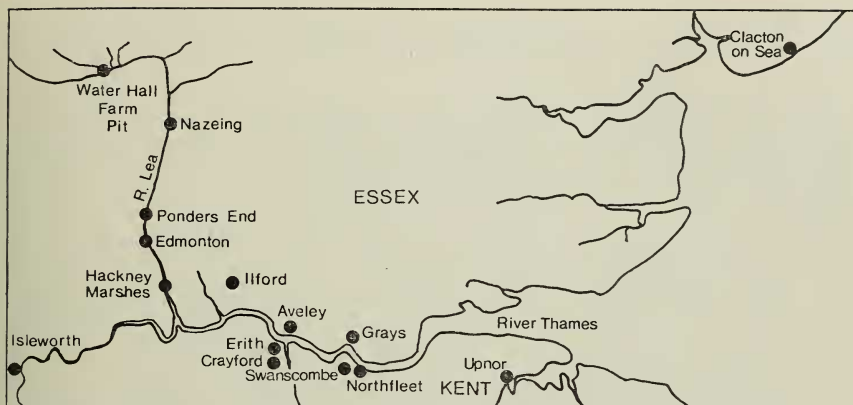 Clacton
on Sea
Water Hall
Farm
Pit
Nazeing
R. Lea
ESSEX
Ponders End
Edmonton
Hackney
Marshes
Ilford
Aveley
Grays
River Thames
Isleworth
Erith
Crayford
Swanscombe
Northfleet
Upnor
KENT